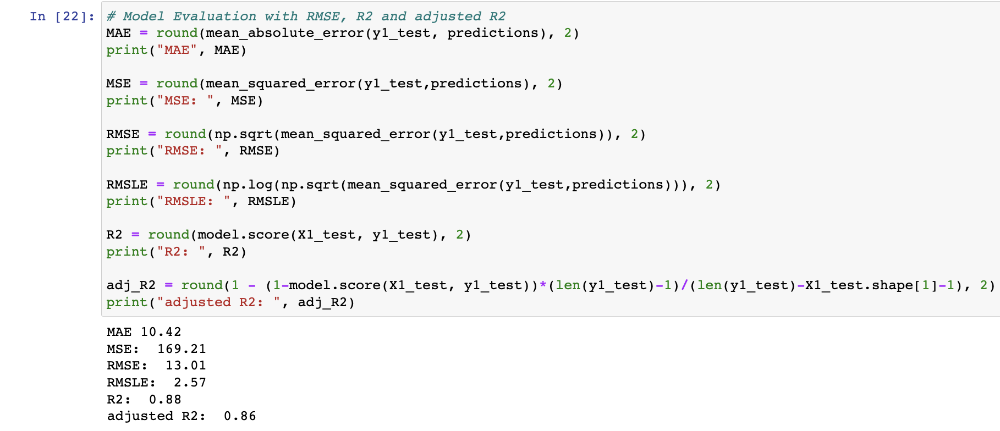 In [22]: # Model Evaluation with RMSE, R2 and adjusted R2
MAE = round(mean_absolute_error(y1_test, predictions), 2)
print("MAE", MAE)
MSE = round(mean_squared_error(y1_test,predictions), 2)
print("MSE: ", MSE)
RMSE = round(np.sqrt(mean_squared_error(y1_test,predictions)), 2)
print("RMSE: ", RMSE)
RMSLE = round(np.log(np.sqrt(mean_squared_error(y1_test,predictions))), 2)
print("RMSLE: ", RMSLE)
R2 = round(model.score(X1_test, y1_test), 2)
print("R2: ", R2)
adj_R2 = round(1 - (1-model.score(X1_test, y1_test))*(len(y1_test)-1)/(len(y1_test)-X1_test.shape[1]-1), 2)
print("adjusted R2: ", adj_R2)
MAE 10.42
MSE:  169.21
RMSE:  13.01
RMSLE:  2.57
R2:  0.88
adjusted R2:  0.86